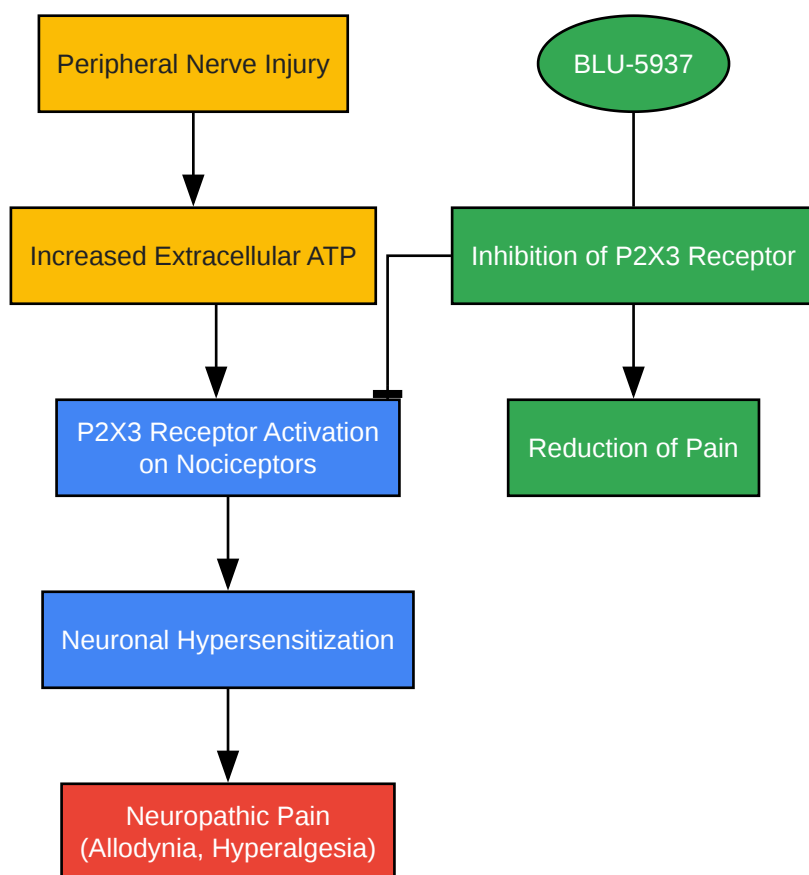 Peripheral Nerve Injury
BLU-5937
Increased Extracellular ATP
Inhibition of P2X3 Receptor
P2X3 Receptor Activation
on Nociceptors
Reduction of Pain
Neuronal Hypersensitization
Neuropathic Pain
(Allodynia, Hyperalgesia)